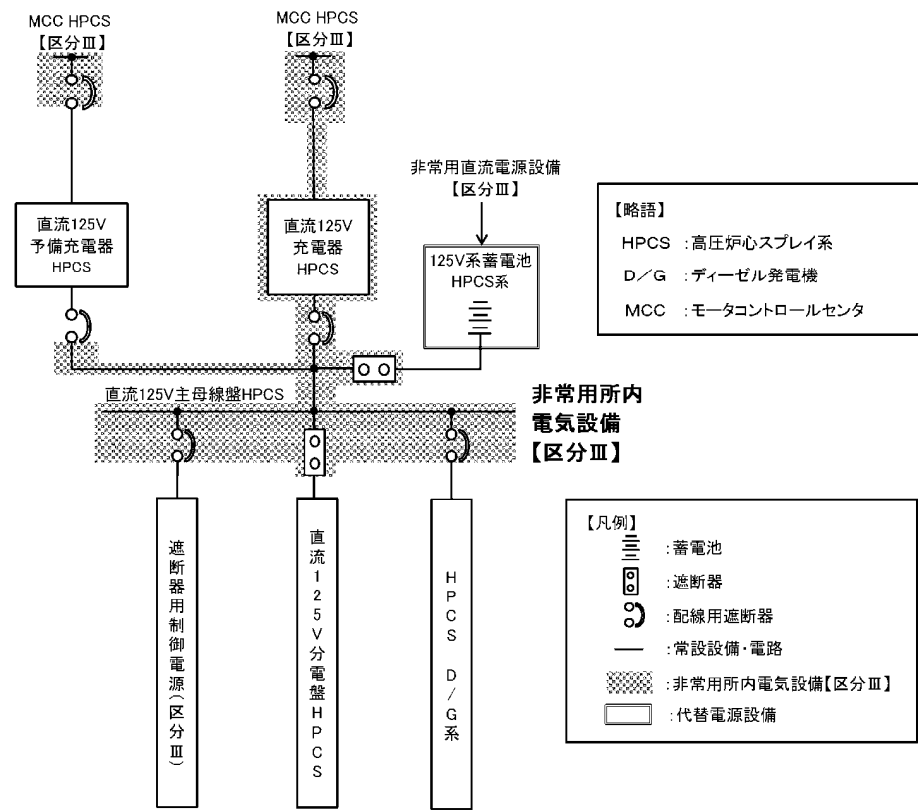 MCC HPCS
【区分Ⅲ】
MCC HPCS
【区分Ⅲ】
非常用直流電源設備
【区分Ⅲ】
直流125V
予備充電器
HPCS
直流125V
充電器
HPCS
125V系蓄電池
HPCS系
【略語】
HPCS :高圧炉心スプレイ系
D/G :ディーゼル発電機
MCC :モータコントロールセンタ
直流125V主母線盤HPCS
非常用所内
電気設備
【区分Ⅲ】
遮断器用制御電源(区分Ⅲ)
直流125V分電盤HPCS
HPCS D/G系
【凡例】
:蓄電池
:遮断器
:配線用遮断器
:常設設備・電路
:非常用所内電気設備【区分Ⅲ】
:代替電源設備